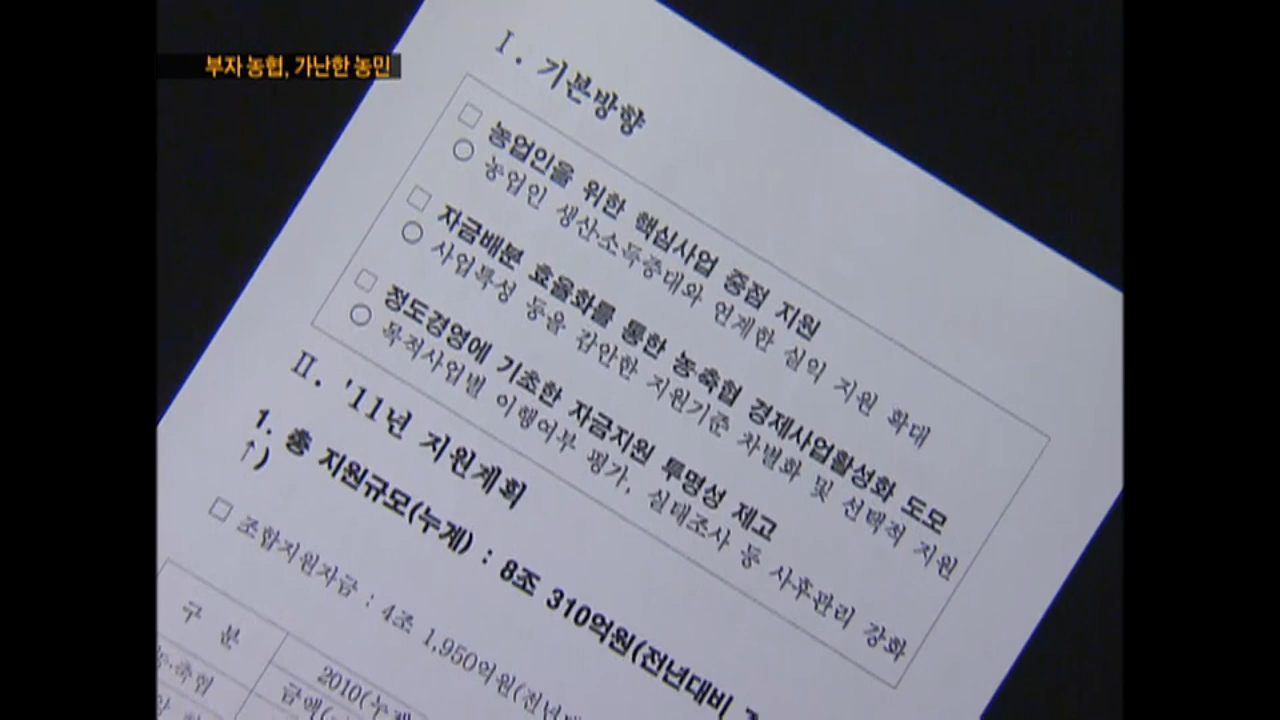 부자 농협, 가난한 농민
Ⅰ. 기본방향
□ 농업인을 위한 핵심사업 중점 지원
○ 농업인 생산·소득증대와 연계한 실익 지원 확대
□ 자금배분 효율화를 통한 농축협 경제사업활성화 도모
○ 사업특성 등을 감안한 지원기준 차별화 및 선택적 지원
□ 정도경영에 기초한 자금지원 투명성 제고
○ 목적사업별 이행여부 평가, 실태조사 등 사후관리 강화
Ⅱ. '11년 지원계획
1. 총 지원규모(누계) : 8조 310억원(전년대비
↑)
□ 조합지원자금 : 4조 1,950억원(전년
구 분
2010(누계
금액(
농·축협